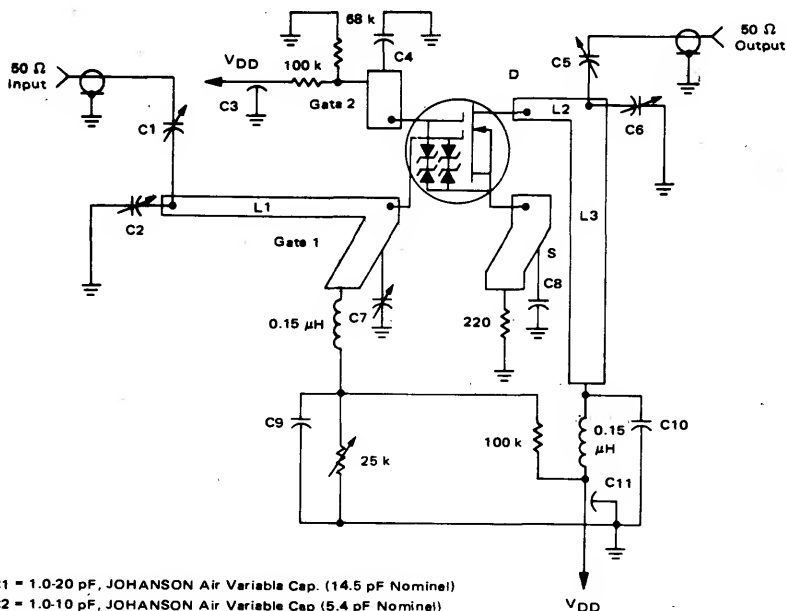 68 k
50 Ω
Input
VDD
100 k
C4
D
50 Ω
Output
C5
C3
Gate 2
L2
C6
C1
L1
C2
Gate 1
L3
S
C7
C8
0.15 μH
220
C9
25 k
100 k
0.15
μH
C10
C11
VDD
1 = 1.0-20 pF, JOHANSON Air Variable Cap. (14.5 pF Nominal)
2 = 1.0-10 pF, JOHANSON Air Variable Cap (5.4 pF Nominal)